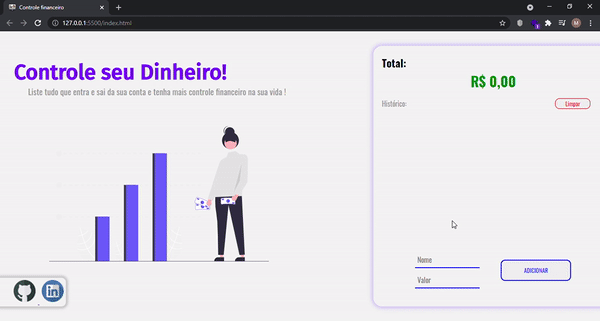 Controle financeiro
127.0.0.1:5500/index.html
M
Controle seu Dinheiro!
Liste tudo que entra e sai da sua conta e tenha mais controle financeiro na sua vida !
in
Total:
R$ 0,00
Histórico:
Limpar
Nome
Valor
ADICIONAR